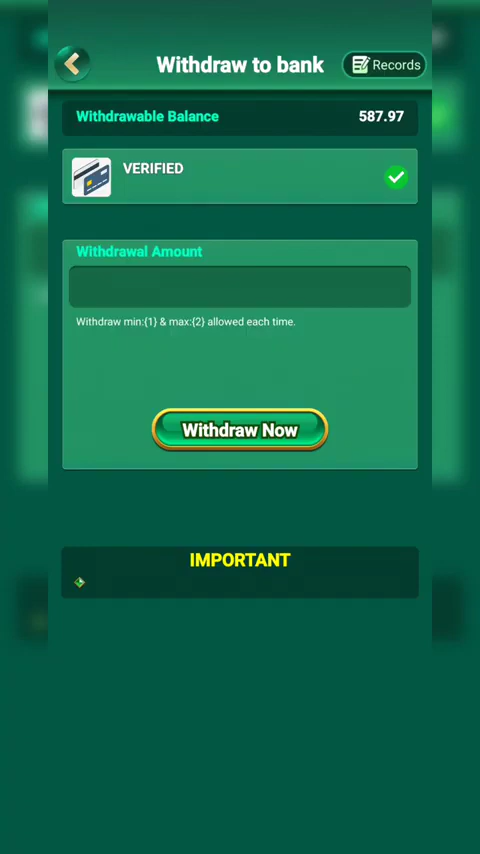 Withdraw to bank
Records
Withdrawable Balance 587.97
VERIFIED
Withdrawal Amount
Withdraw min:{1} & max:{2} allowed each time.
Withdraw Now
IMPORTANT